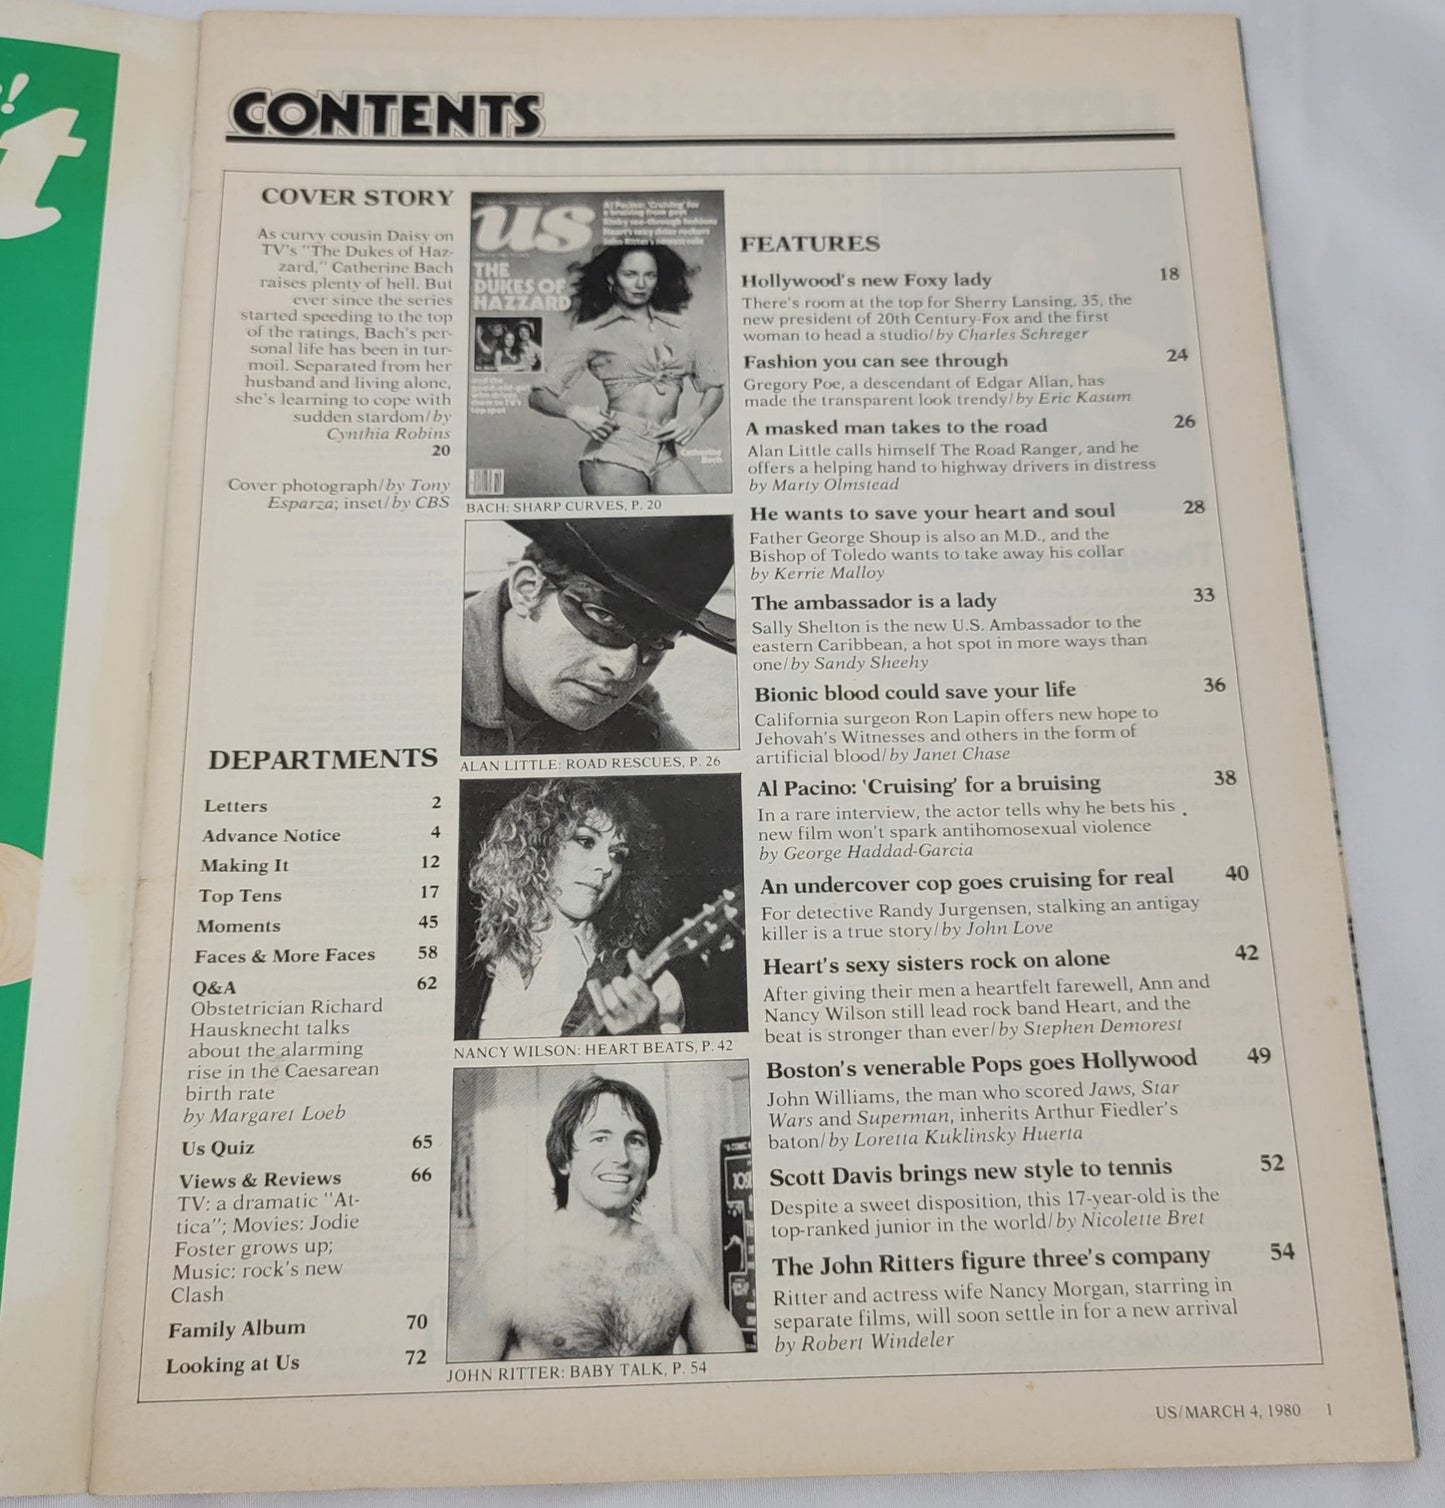 CONTENTS
COVER STORY
As curvy cousin Daisy on
TV's "The Dukes of Haz-
zard," Catherine Bach
raises plenty of hell. But
ever since the series
started speeding to the top
of the ratings, Bach's per-
sonal life has been in tur-
moil. Separated from her
husband and living alone,
she's learning to cope with
sudden stardom/by
Cynthia Robins
20
Cover photograph/by Tony
Esparza; inset/by CBS
DEPARTMENTS
Letters 2
Advance Notice 4
Making It 12
Top Tens 17
Moments 45
Faces & More Faces 58
Q&A 62
Obstetrician Richard
Hausknecht talks
about the alarming
rise in the Caesarean
birth rate
by Margaret Loeb
Us Quiz 65
Views & Reviews 66
TV: a dramatic "At-
tica"; Movies: Jodie
Foster grows up;
Music: rock's new
Clash
Family Album 70
Looking at Us 72
us
Al Pacino: 'Cruising' for
a bruising from gays
Kinky see-through fashions
Heart's sexy sister rockers
John Ritter's newest role
THE
DUKES OF
HAZZARD
Catherine
Bach
BACH: SHARP CURVES, P. 20
ALAN LITTLE: ROAD RESCUES, P. 26
NANCY WILSON: HEART BEATS, P. 42
JOHN RITTER: BABY TALK, P. 54
FEATURES
Hollywood's new Foxy lady 18
There's room at the top for Sherry Lansing, 35, the
new president of 20th Century-Fox and the first
woman to head a studio/by Charles Schreger
Fashion you can see through 24
Gregory Poe, a descendant of Edgar Allan, has
made the transparent look trendy/by Eric Kasum
A masked man takes to the road 26
Alan Little calls himself The Road Ranger, and he
offers a helping hand to highway drivers in distress
by Marty Olmstead
He wants to save your heart and soul 28
Father George Shoup is also an M.D., and the
Bishop of Toledo wants to take away his collar
by Kerrie Malloy
The ambassador is a lady 33
Sally Shelton is the new U.S. Ambassador to the
eastern Caribbean, a hot spot in more ways than
one/by Sandy Sheehy
Bionic blood could save your life 36
California surgeon Ron Lapin offers new hope to
Jehovah's Witnesses and others in the form of
artificial blood/by Janet Chase
Al Pacino: 'Cruising' for a bruising 38
In a rare interview, the actor tells why he bets his
new film won't spark antihomosexual violence
by George Haddad-Garcia
An undercover cop goes cruising for real 40
For detective Randy Jurgensen, stalking an antigay
killer is a true story/by John Love
Heart's sexy sisters rock on alone 42
After giving their men a heartfelt farewell, Ann and
Nancy Wilson still lead rock band Heart, and the
beat is stronger than ever/by Stephen Demorest
Boston's venerable Pops goes Hollywood 49
John Williams, the man who scored Jaws, Star
Wars and Superman, inherits Arthur Fiedler's
baton/by Loretta Kuklinsky Huerta
Scott Davis brings new style to tennis 52
Despite a sweet disposition, this 17-year-old is the
top-ranked junior in the world/by Nicolette Bret
The John Ritters figure three's company 54
Ritter and actress wife Nancy Morgan, starring in
separate films, will soon settle in for a new arrival
by Robert Windeler
US/MARCH 4, 1980 1